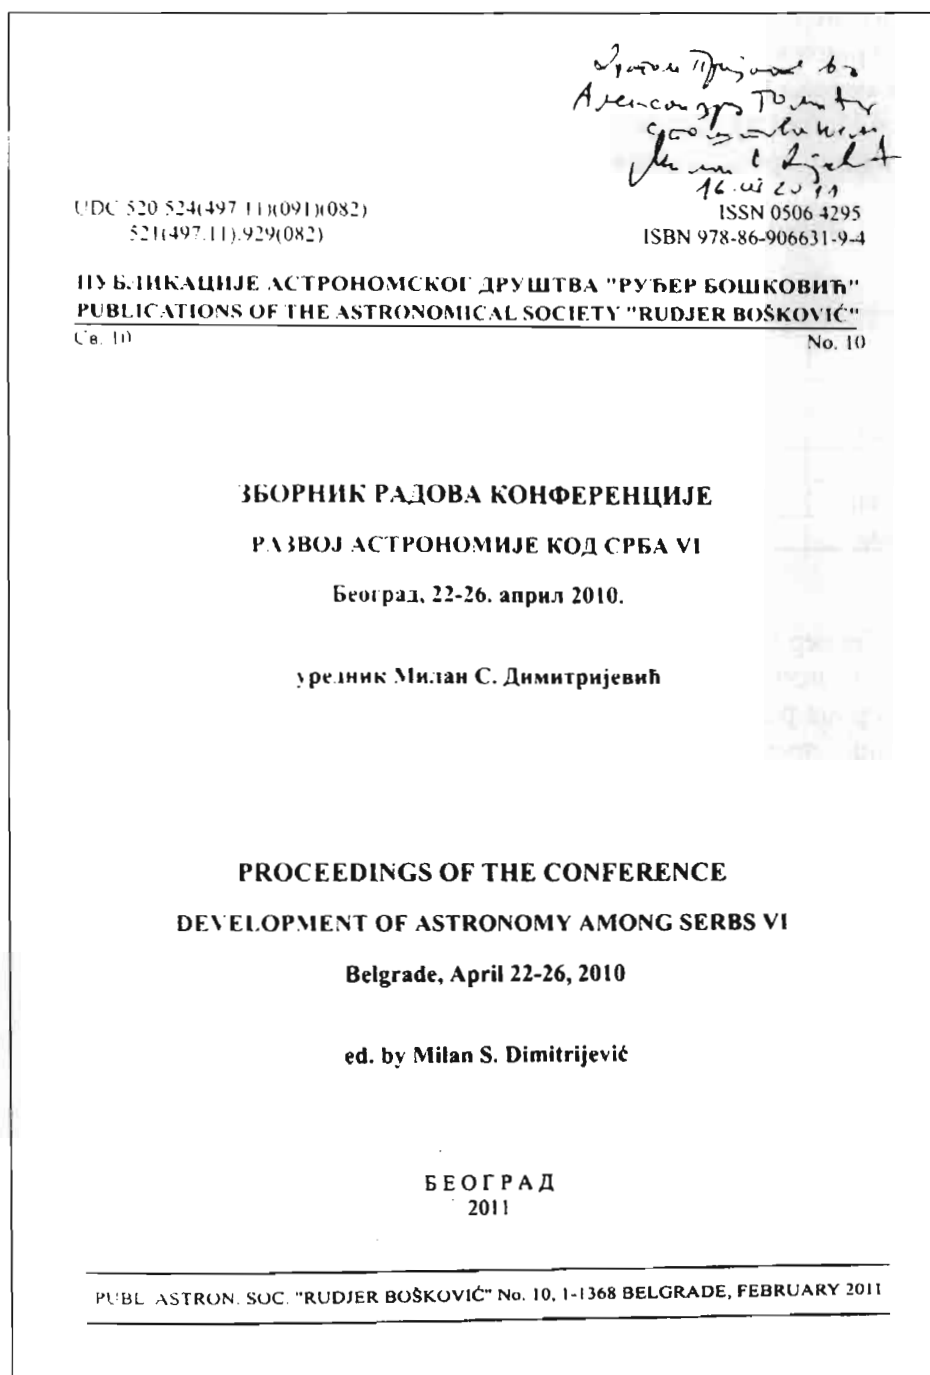 Александру
16. 2011
UDC 520 524(497 11)(091)(082)
521(497.11).929(082)
ISSN 0506 4295
ISBN 978-86-906631-9-4
ПУБЛИКАЦИЈЕ АСТРОНОМСКОГ ДРУШТВА "РУЂЕР БОШКОВИЋ"
PUBLICATIONS OF THE ASTRONOMICAL SOCIETY "RUDJER BOŠKOVIĆ"
Св. 10
No. 10
ЗБОРНИК РАДОВА КОНФЕРЕНЦИЈЕ
РАЗВОЈ АСТРОНОМИЈЕ КОД СРБА VI
Београд, 22-26. април 2010.
уредник Милан С. Димитријевић
PROCEEDINGS OF THE CONFERENCE
DEVELOPMENT OF ASTRONOMY AMONG SERBS VI
Belgrade, April 22-26, 2010
ed. by Milan S. Dimitrijević
БЕОГРАД
2011
PUBL ASTRON. SOC. "RUDJER BOŠKOVIĆ" No. 10, 1-1368 BELGRADE, FEBRUARY 2011